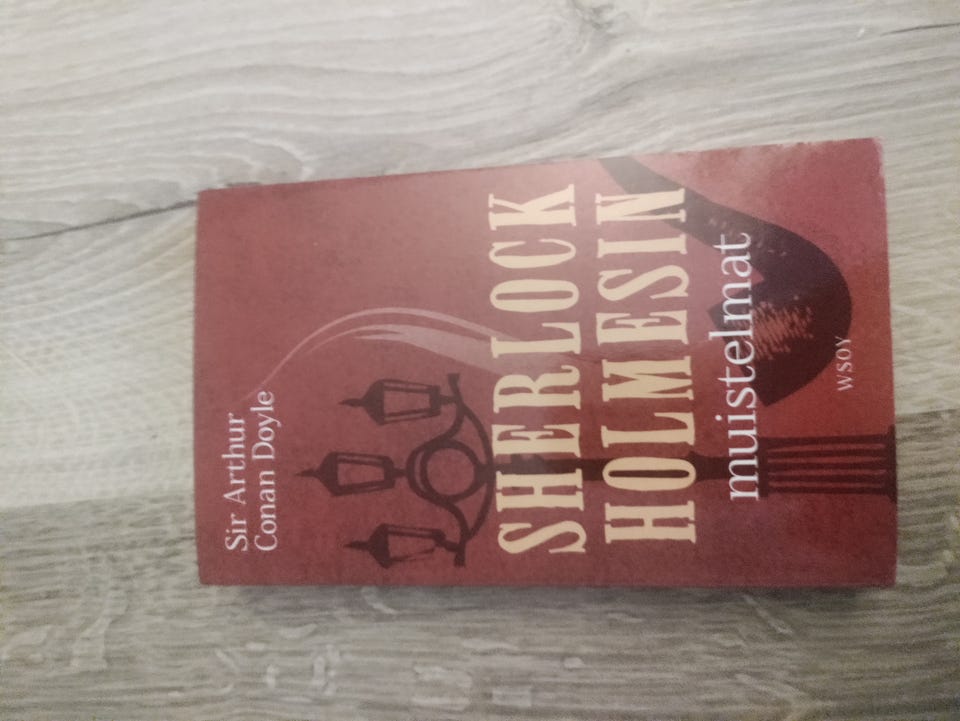 Sir Arthur
Conan Doyle
SHERLOCK
HOLMESIN
muistelmat
WSOY